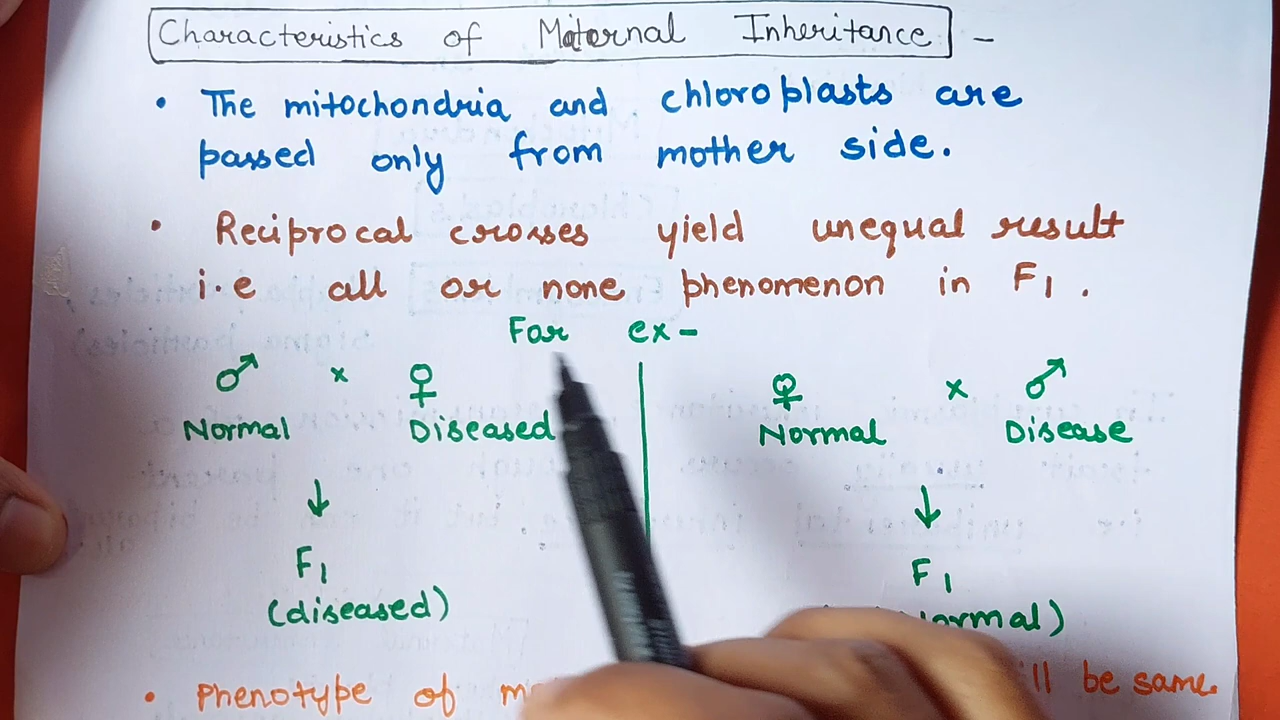 Characteristics of Maternal Inheritance -
• The mitochondria and chloroplasts are
passed only from mother side.
• Reciprocal crosses yield unequal result
i.e all or none phenomenon in F1.
For ex-
♂ x ♀
Normal Diseased
↓
F1
(diseased)
♀ x ♂
Normal Disease
↓
F1
normal)
• Phenotype of
be same